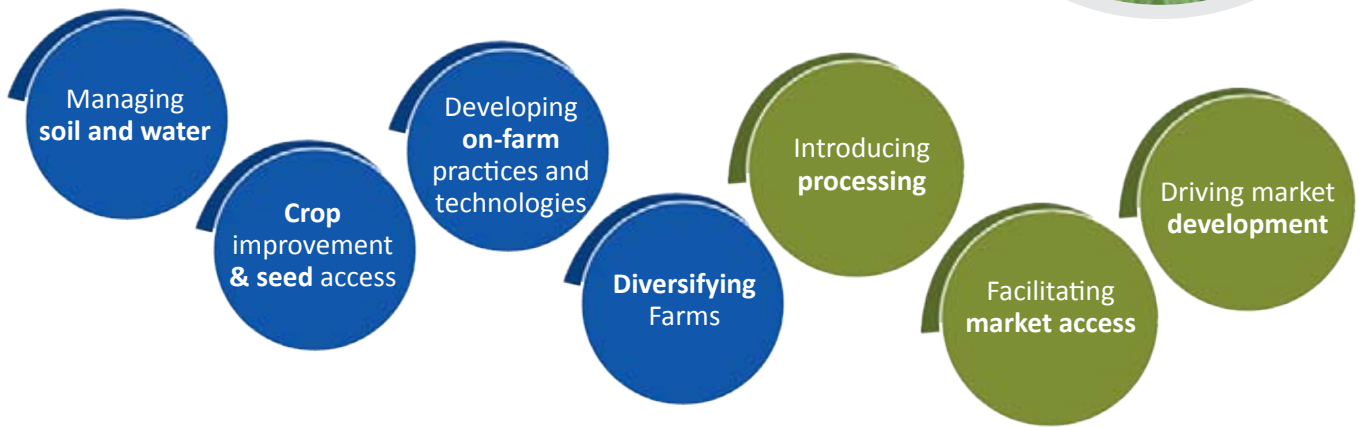 Managing
soil and water
Crop
improvement
& seed access
Developing
on-farm
practices and
technologies
Diversifying
Farms
Introducing
processing
Facilitating
market access
Driving market
development